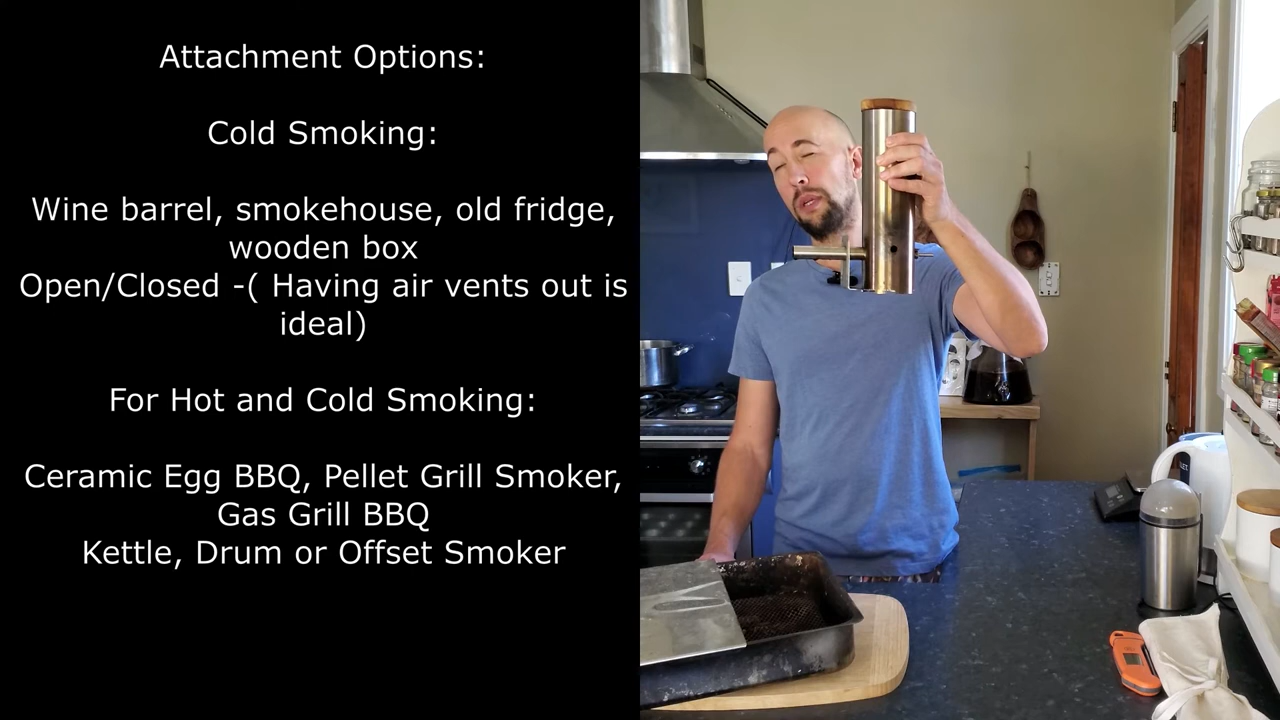 Attachment Options:
Cold Smoking:
Wine barrel, smokehouse, old fridge,
wooden box
Open/Closed -( Having air vents out is
ideal)
For Hot and Cold Smoking:
Ceramic Egg BBQ, Pellet Grill Smoker,
Gas Grill BBQ
Kettle, Drum or Offset Smoker